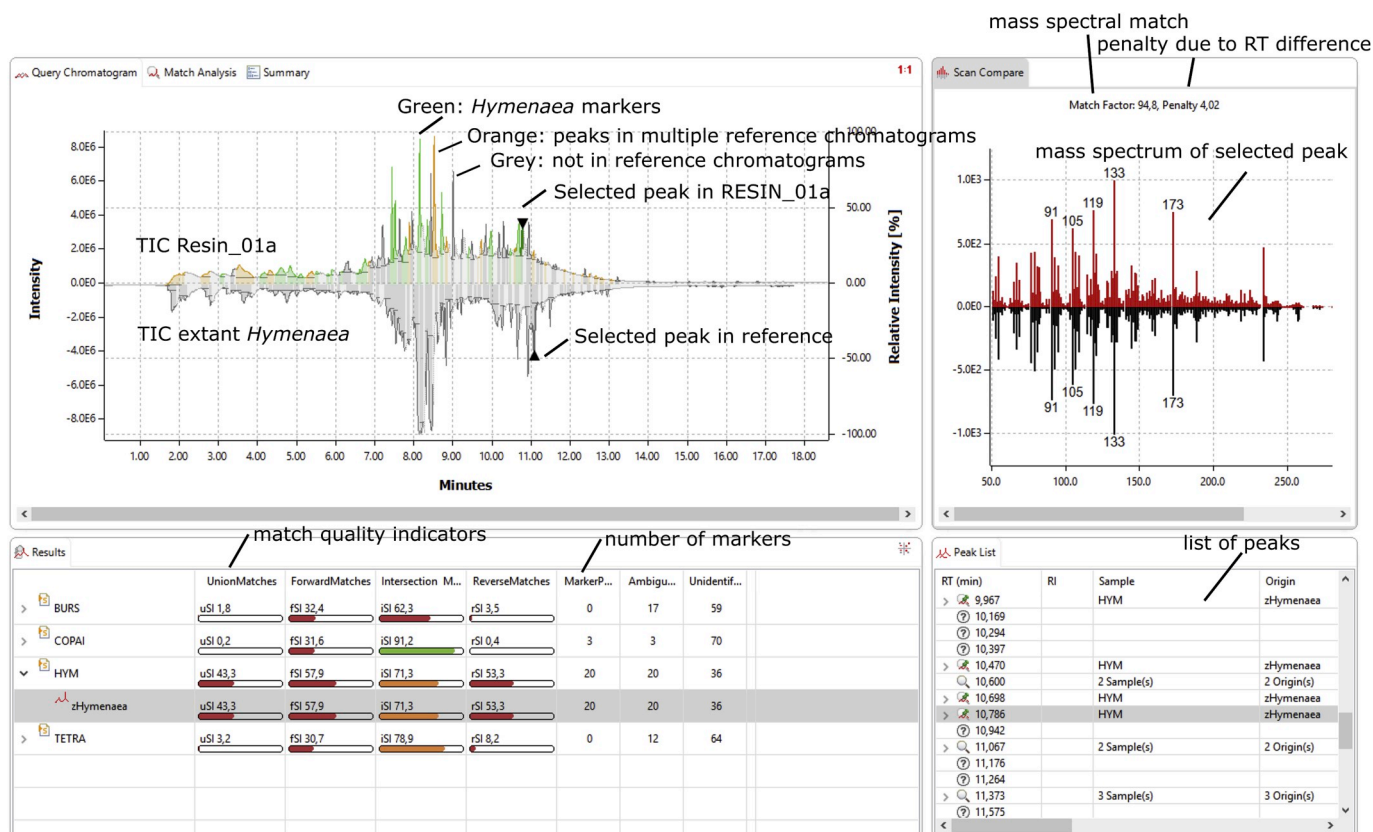 mass spectral match
penalty due to RT difference
Query Chromatogram Match Analysis Summary 1:1
Green: Hymenaea markers
Orange: peaks in multiple reference chromatograms
Grey: not in reference chromatograms
Selected peak in RESIN_01a
TIC Resin_01a
TIC extant Hymenaea
Selected peak in reference
Intensity
8.0E6
6.0E6
4.0E6
2.0E6
0.0E0
-2.0E6
-4.0E6
-6.0E6
-8.0E6
100.00
50.00
0.00
-50.00
-100.00
Relative Intensity [%]
1.00 2.00 3.00 4.00 5.00 6.00 7.00 8.00 9.00 10.00 11.00 12.00 13.00 14.00 15.00 16.00 17.00 18.00
Minutes
Scan Compare
Match Factor: 94,8, Penalty 4,02
mass spectrum of selected peak
1.0E3
5.0E2
0.0E0
-5.0E2
-1.0E3
91 105 119 133 173
91 105 119 133 173
50.0 100.0 150.0 200.0 250.0
match quality indicators
number of markers
Results
UnionMatches ForwardMatches Intersection M... ReverseMatches MarkerP... Ambigu... Unidentif...
BURS uSI 1,8 fSI 32,4 iSI 62,3 rSI 3,5 0 17 59
COPAI uSI 0,2 fSI 31,6 iSI 91,2 rSI 0,4 3 3 70
HYM uSI 43,3 fSI 57,9 iSI 71,3 rSI 53,3 20 20 36
zHymenaea uSI 43,3 fSI 57,9 iSI 71,3 rSI 53,3 20 20 36
TETRA uSI 3,2 fSI 30,7 iSI 78,9 rSI 8,2 0 12 64
list of peaks
Peak List
RT (min) RI Sample Origin
9,967 HYM zHymenaea
10,169
10,294
10,397
10,470 HYM zHymenaea
10,600 2 Sample(s) 2 Origin(s)
10,698 HYM zHymenaea
10,786 HYM zHymenaea
10,942
11,067 2 Sample(s) 2 Origin(s)
11,176
11,264
11,373 3 Sample(s) 3 Origin(s)
11,575